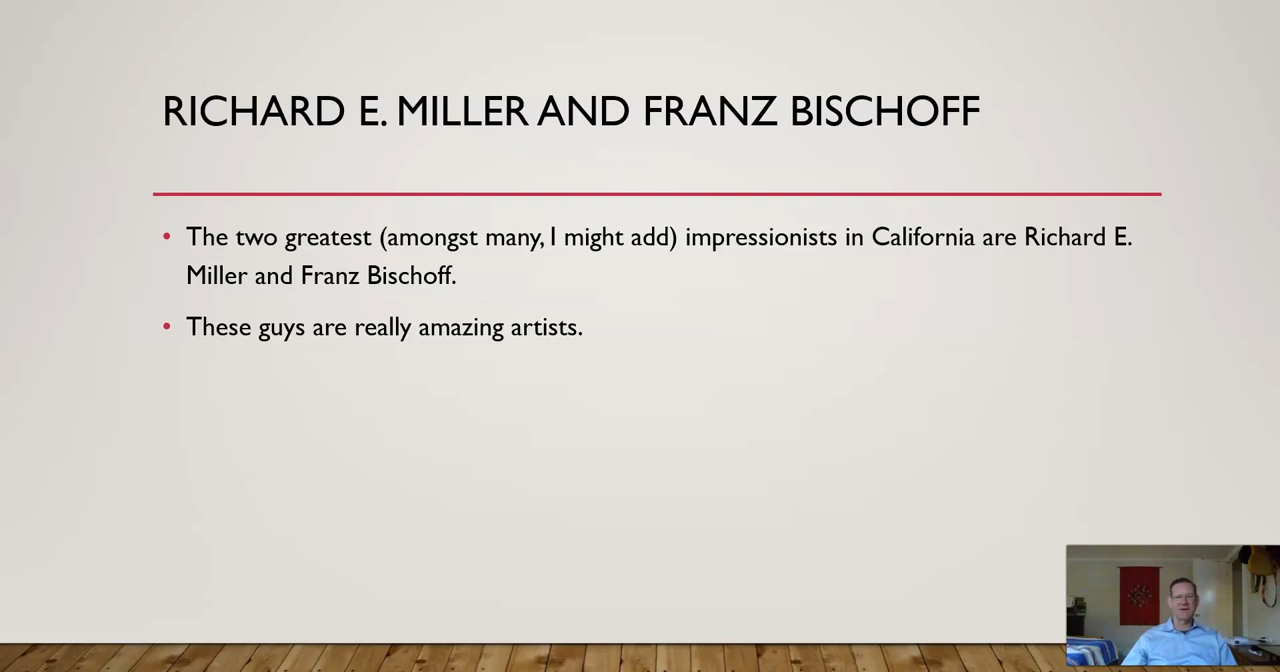 RICHARD E. MILLER AND FRANZ BISCHOFF
• The two greatest (amongst many, I might add) impressionists in California are Richard E.
Miller and Franz Bischoff.
• These guys are really amazing artists.